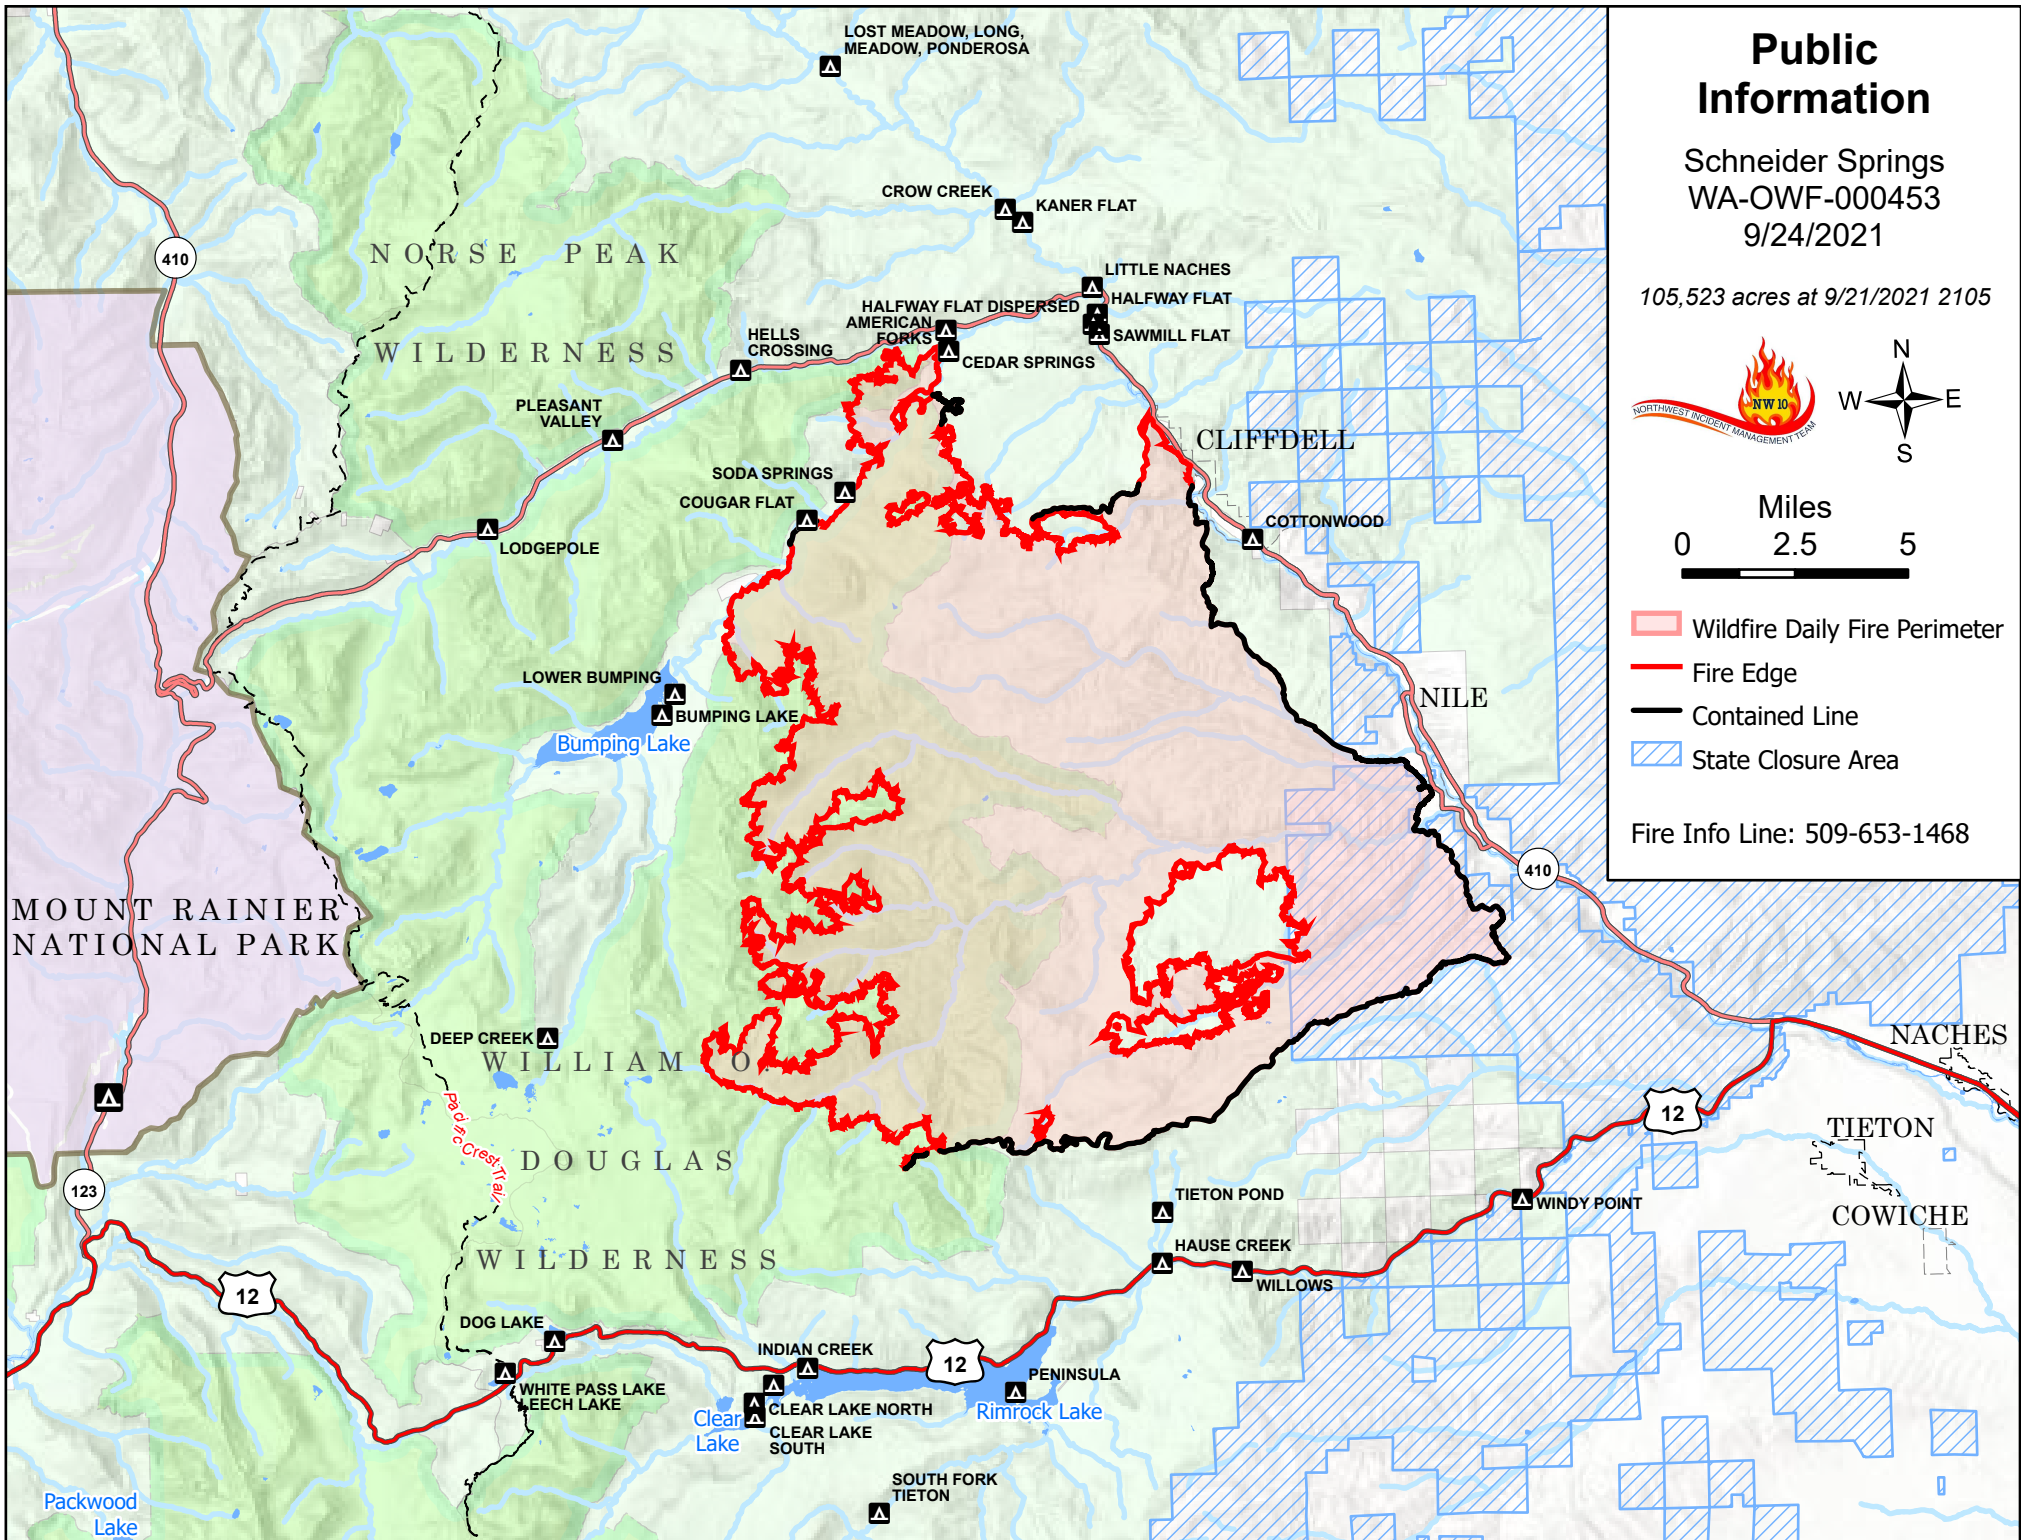 Public
Information
Schneider Springs
WA-OWF-000453
9/24/2021
105,523 acres at 9/21/2021 2105
NORTHWEST INCIDENT MANAGEMENT TEAM
NW 10
N
W
E
S
Miles
0 2.5 5
Wildfire Daily Fire Perimeter
Fire Edge
Contained Line
State Closure Area
Fire Info Line: 509-653-1468
LOST MEADOW, LONG,
MEADOW, PONDEROSA
CROW CREEK
KANER FLAT
410
NORSE PEAK
WILDERNESS
LITTLE NACHES
HALFWAY FLAT DISPERSED
HALFWAY FLAT
AMERICAN
FORKS
SAWMILL FLAT
HELLS
CROSSING
CEDAR SPRINGS
PLEASANT
VALLEY
CLIFFDELL
SODA SPRINGS
COUGAR FLAT
COTTONWOOD
LODGEPOLE
LOWER BUMPING
BUMPING LAKE
Bumping Lake
NILE
410
MOUNT RAINIER
NATIONAL PARK
DEEP CREEK
WILLIAM O.
DOUGLAS
WILDERNESS
Pacific Crest Trail
NACHES
12
TIETON
COWICHE
123
TIETON POND
WINDY POINT
HAUSE CREEK
WILLOWS
12
DOG LAKE
INDIAN CREEK
12
WHITE PASS LAKE
LEECH LAKE
PENINSULA
CLEAR LAKE NORTH
Rimrock Lake
Clear
Lake
CLEAR LAKE
SOUTH
SOUTH FORK
TIETON
Packwood
Lake